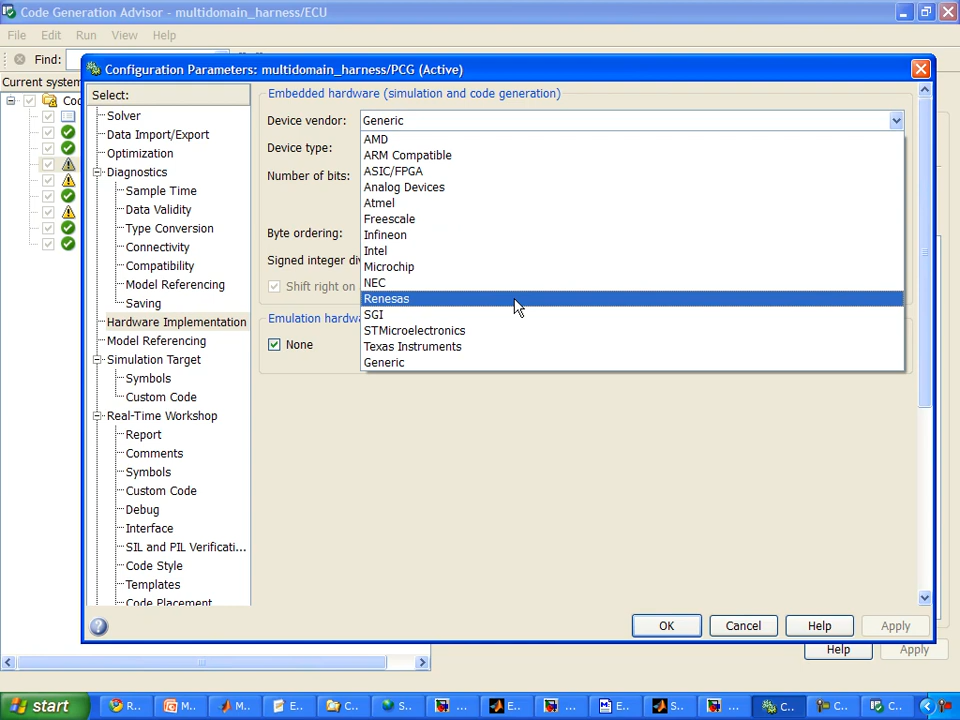 Code Generation Advisor - multidomain_harness/ECU
File Edit Run View Help
Find:
Current system
Coc
Configuration Parameters: multidomain_harness/PCG (Active)
Select:
Solver
Data Import/Export
Optimization
Diagnostics
Sample Time
Data Validity
Type Conversion
Connectivity
Compatibility
Model Referencing
Saving
Hardware Implementation
Model Referencing
Simulation Target
Symbols
Custom Code
Real-Time Workshop
Report
Comments
Symbols
Custom Code
Debug
Interface
SIL and PIL Verificati...
Code Style
Templates
Code Placement
Embedded hardware (simulation and code generation)
Device vendor: Generic
Device type:
Number of bits:
Byte ordering:
Signed integer di
Shift right on
Emulation hardw
None
AMD
ARM Compatible
ASIC/FPGA
Analog Devices
Atmel
Freescale
Infineon
Intel
Microchip
NEC
Renesas
SGI
STMicroelectronics
Texas Instruments
Generic
OK Cancel Help Apply
Help Apply
start R... M... M... E... C... S... ... E... ... E... S... ... C... C... C...